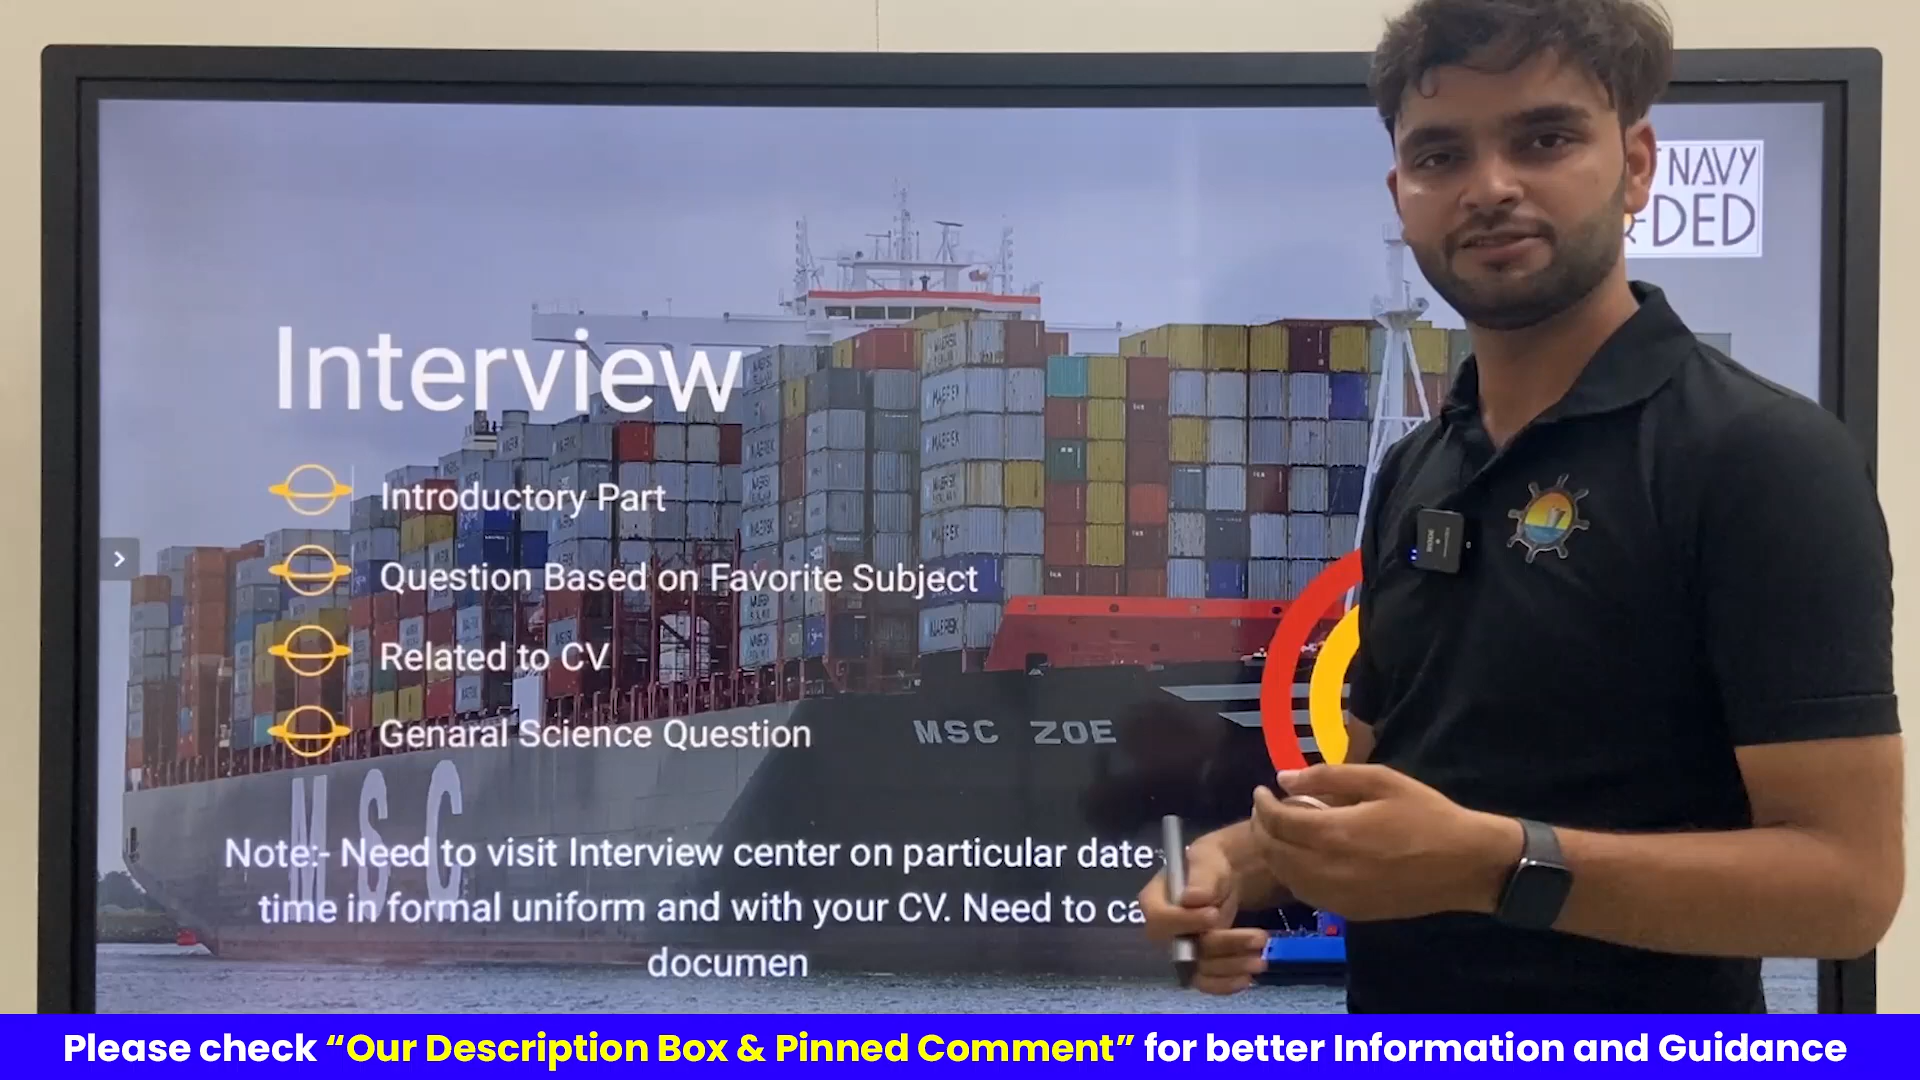 NAVY
DED
Interview
Introductory Part
Question Based on Favorite Subject
Related to CV
Genaral Science Question
MSC ZOE
MSC
Note:- Need to visit Interview center on particular date
time in formal uniform and with your CV. Need to ca
documen
Please check “Our Description Box & Pinned Comment” for better Information and Guidance